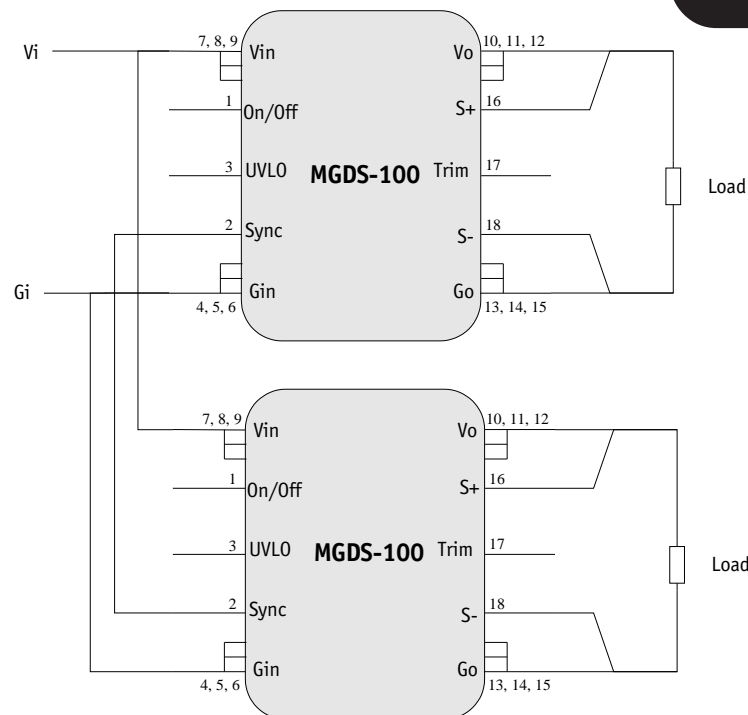 7, 8, 9
10, 11, 12
Vi
Vin
Vo
1
On/Off
S+
16
3
UVLO
MGDS-100
Trim
17
2
Sync
S-
18
Gi
Gin
Go
4, 5, 6
13, 14, 15
Load
7, 8, 9
10, 11, 12
Vin
Vo
1
On/Off
S+
16
3
UVLO
MGDS-100
Trim
17
2
Sync
S-
18
Gin
Go
4, 5, 6
13, 14, 15
Load